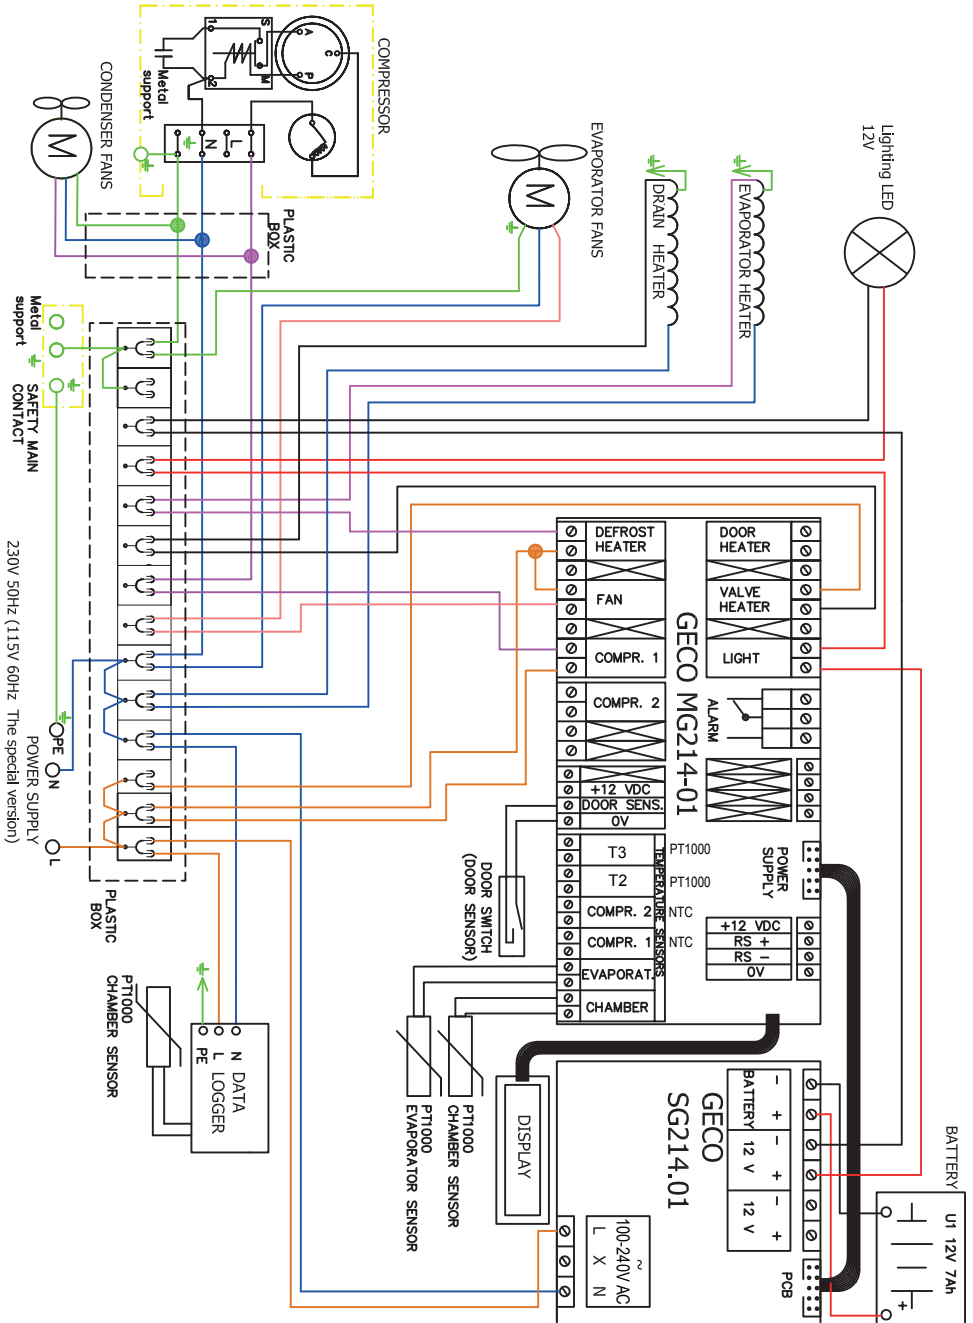 COMPRESSOR
1
S
A
C
2
M
P
Metal
support
N
L
CONDENSER FANS
M
PLASTIC
BOX
EVAPORATOR FANS
M
DRAIN HEATER
EVAPORATOR HEATER
Lighting LED
12V
Metal
support
SAFETY MAIN
CONTACT
230V 50Hz (115V 60Hz The special version)
POWER SUPPLY
PE
N
L
PLASTIC
BOX
DEFROST
HEATER
FAN
COMPR. 1
COMPR. 2
+12 VDC
DOOR SENS.
0V
T3
T2
COMPR. 2
COMPR. 1
EVAPORAT.
CHAMBER
TEMPERATURE SENSORS
PT1000
PT1000
NTC
NTC
GECO MG214-01
DOOR
HEATER
VALVE
HEATER
LIGHT
ALARM
POWER
SUPPLY
+12 VDC
RS +
RS -
0V
DOOR SWITCH
(DOOR SENSOR)
PT1000
CHAMBER SENSOR
PT1000
EVAPORATOR SENSOR
PT1000
CHAMBER SENSOR
N
L
PE
DATA
LOGGER
DISPLAY
GECO
SG214.01
BATTERY
- +
12 V
- +
12 V
- +
~
100-240V AC
L X N
PCB
BATTERY
U1 12V 7Ah
+